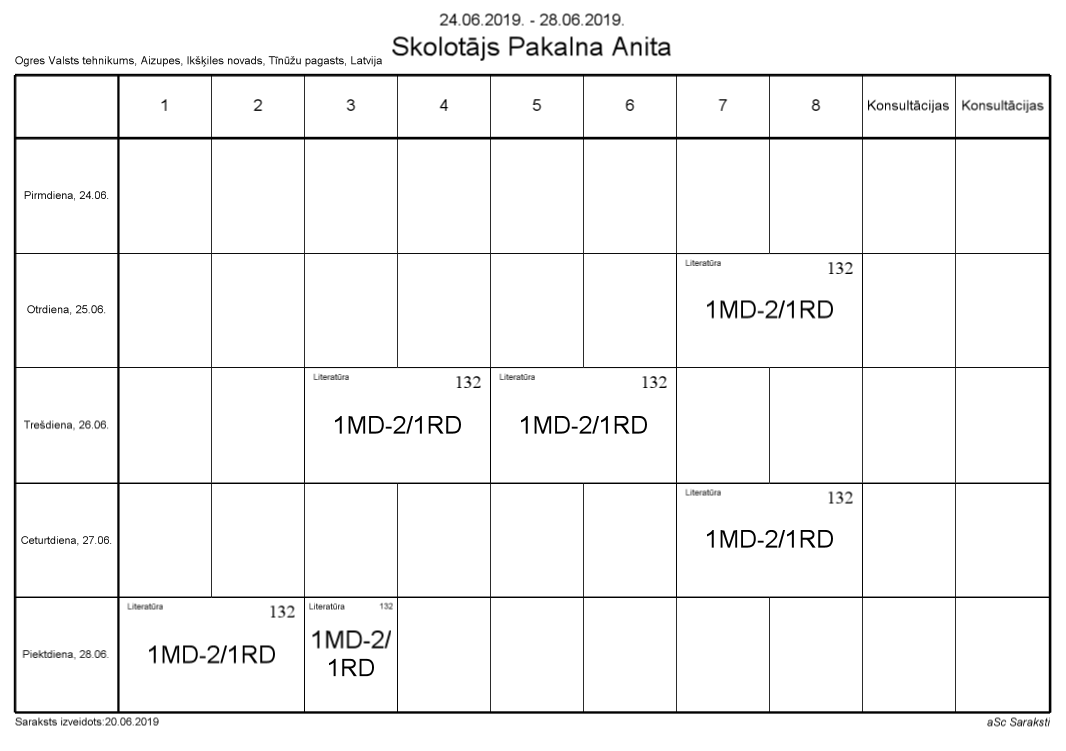 24.06.2019. - 28.06.2019.
Skolotājs Pakalna Anita
Ogres Valsts tehnikums, Aizupes, Ikšķiles novads, Tīnūžu pagasts, Latvija
1 2 3 4 5 6 7 8 Konsultācijas Konsultācijas
Pirmdiena, 24.06.
Otrdiena, 25.06.
Literatūra 132
1MD-2/1RD
Trešdiena, 26.06.
Literatūra 132
1MD-2/1RD
Literatūra 132
1MD-2/1RD
Ceturtdiena, 27.06.
Literatūra 132
1MD-2/1RD
Piektdiena, 28.06.
Literatūra 132
1MD-2/1RD
Literatūra 132
1MD-2/
1RD
Saraksts izveidots:20.06.2019
aSc Saraksti